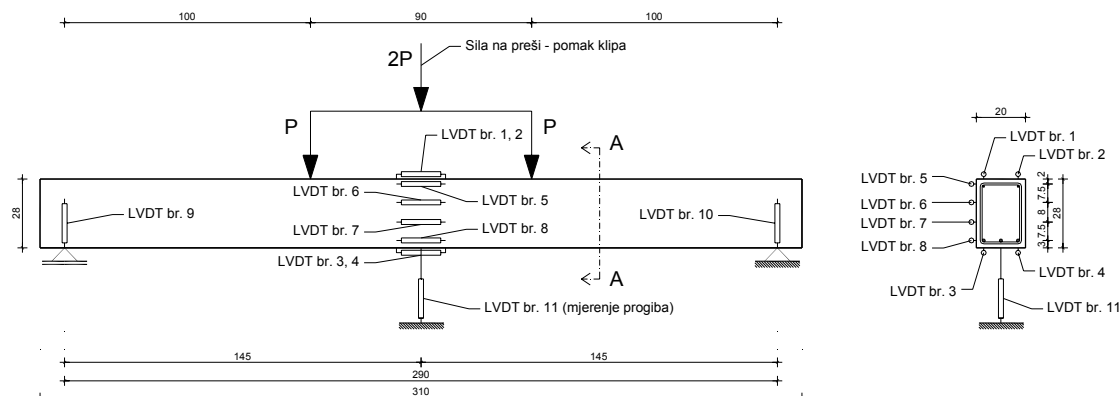 100
90
100
Sila na preši - pomak klipa
2P
P
P
LVDT br. 1, 2
A
LVDT br. 6
LVDT br. 5
LVDT br. 9
LVDT br. 10
LVDT br. 7
LVDT br. 8
LVDT br. 3, 4
A
LVDT br. 11 (mjerenje progiba)
28
145
145
290
310
20
LVDT br. 1
LVDT br. 2
LVDT br. 5
LVDT br. 6
LVDT br. 7
LVDT br. 8
LVDT br. 3
LVDT br. 4
LVDT br. 11
2
7.5
8
7.5
3
28